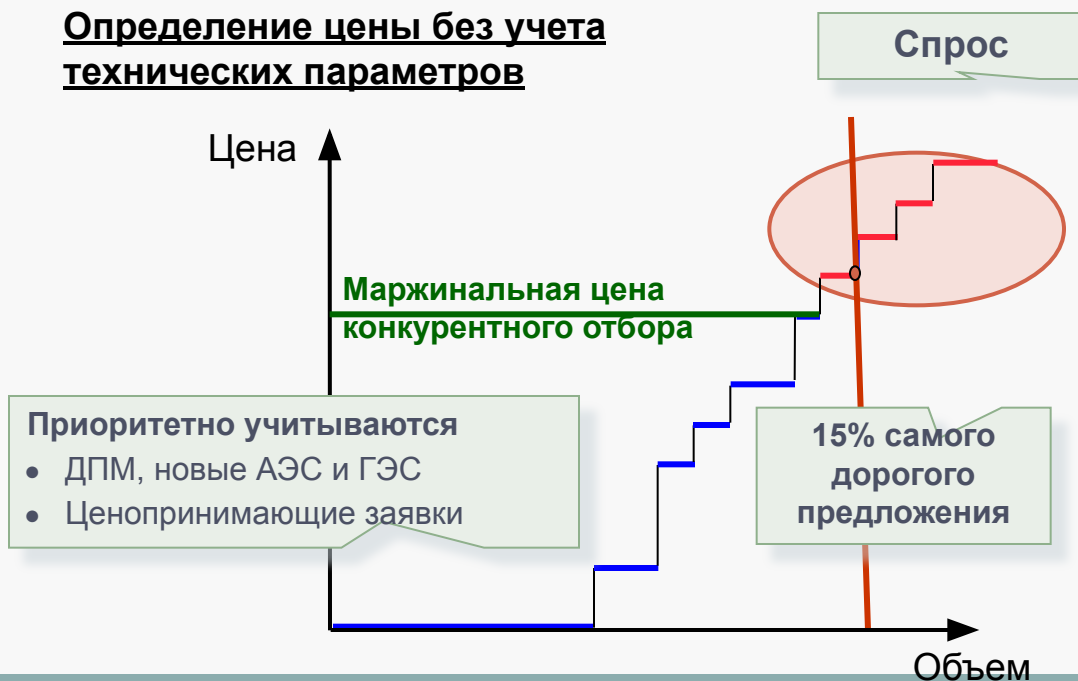 Определение цены без учета
технических параметров
Спрос
Цена
Маржинальная цена
конкурентного отбора
Приоритетно учитываются
● ДПМ, новые АЭС и ГЭС
● Ценопринимающие заявки
15% самого
дорогого
предложения
Объем